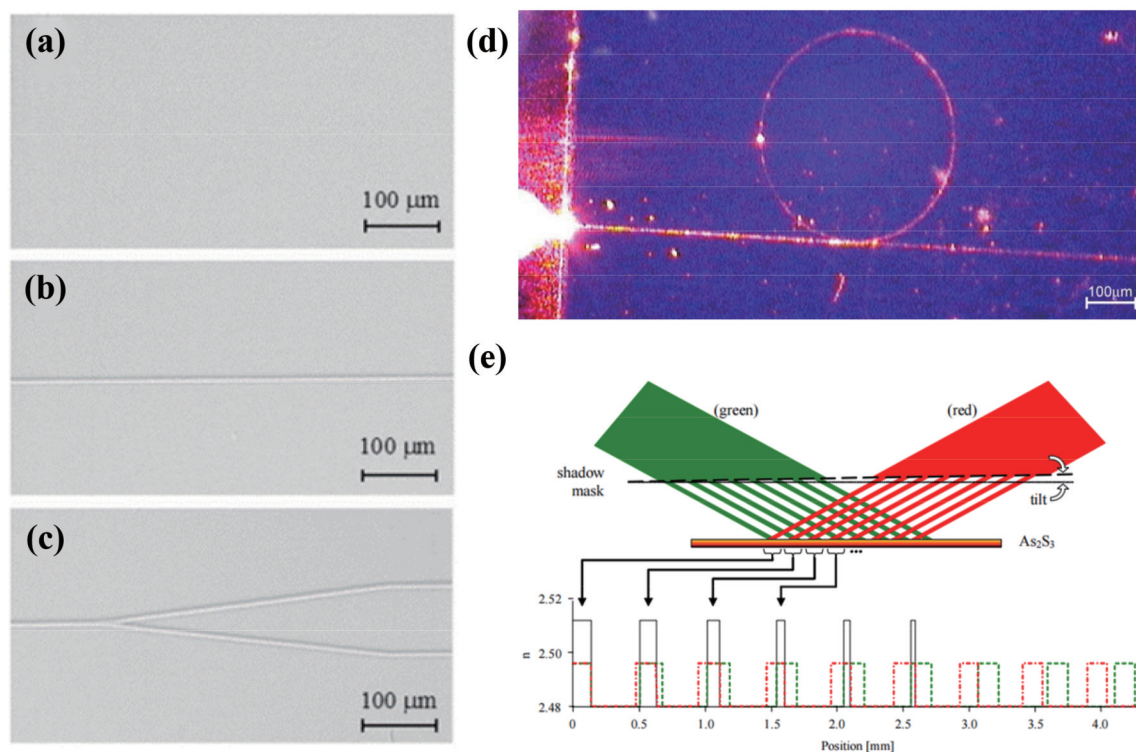 (a)
100 μm
(b)
100 μm
(c)
100 μm
(d)
100μm
(e)
(green)
(red)
shadow
mask
tilt
As₂S₃
...
2.52
2.50
2.48
n
0
0.5
1.0
1.5
2.0
2.5
3.0
3.5
4.0
Position [mm]